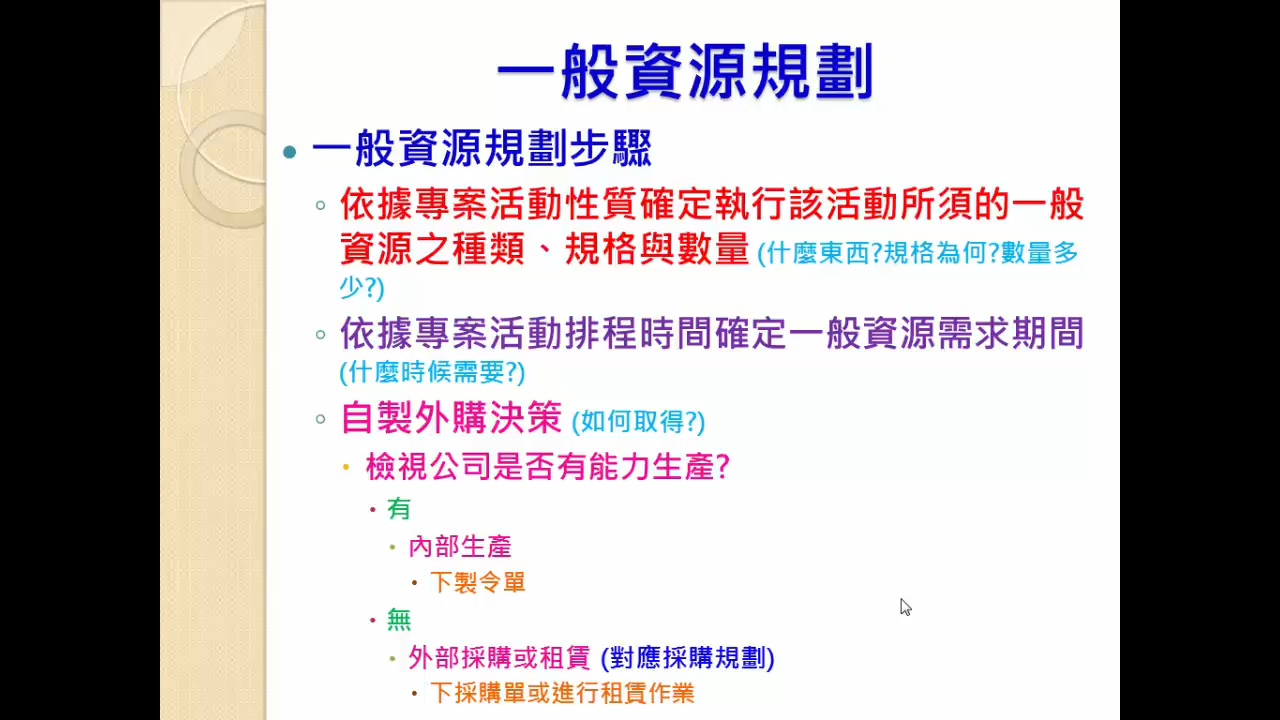 一般資源規劃
一般資源規劃步驟
依據專案活動性質確定執行該活動所須的一般
資源之種類、規格與數量 (什麼東西?規格為何?數量多
少?)
依據專案活動排程時間確定一般資源需求期間
(什麼時候需要?)
自製外購決策 (如何取得?)
檢視公司是否有能力生產?
有
內部生產
下製令單
無
外部採購或租賃 (對應採購規劃)
下採購單或進行租賃作業